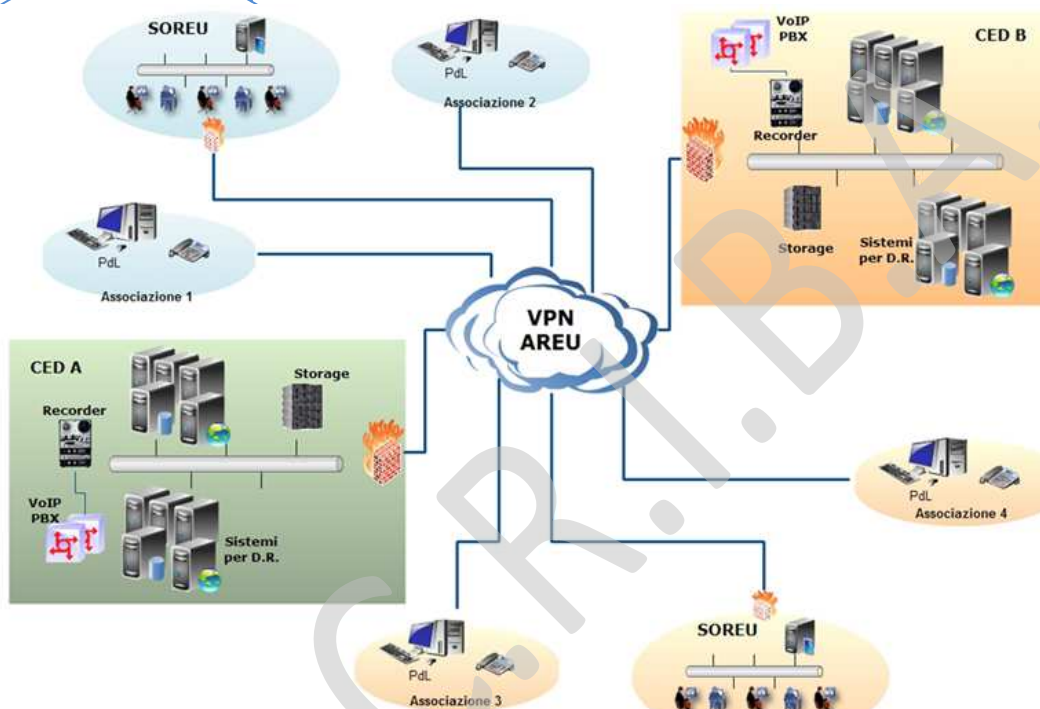 SOREU
PdL
Associazione 2
VoIP
PBX
CED B
Recorder
Storage
Sistemi
per D.R.
PdL
Associazione 1
VPN
AREU
CED A
Storage
Recorder
VoIP
PBX
Sistemi
per D.R.
PdL
Associazione 4
PdL
Associazione 3
SOREU
C.R.I.B.A